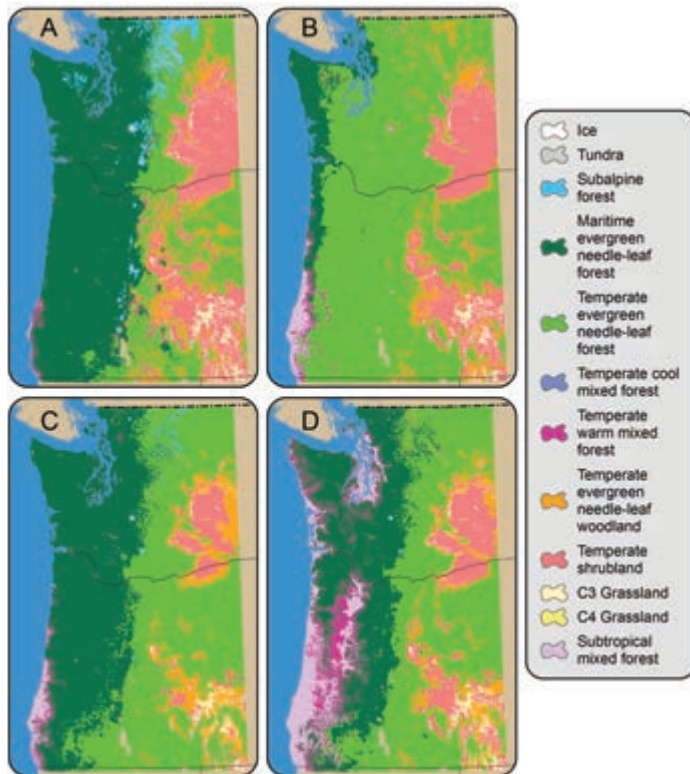 A
B
C
D
Ice
Tundra
Subalpine
forest
Maritime
evergreen
needle-leaf
forest
Temperate
evergreen
needle-leaf
forest
Temperate cool
mixed forest
Temperate
warm mixed
forest
Temperate
evergreen
needle-leaf
woodland
Temperate
shrubland
C3 Grassland
C4 Grassland
Subtropical
mixed forest